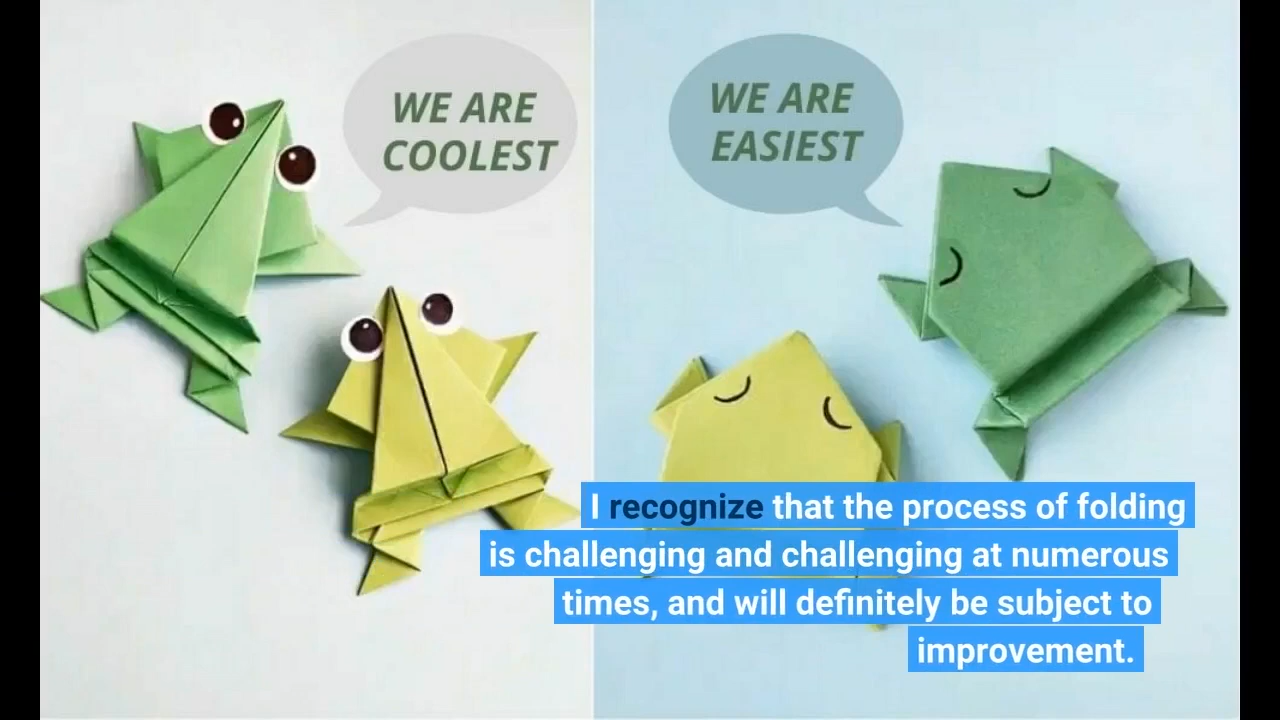 WE ARE
COOLEST
WE ARE
EASIEST
I recognize that the process of folding
is challenging and challenging at numerous
times, and will definitely be subject to
improvement.